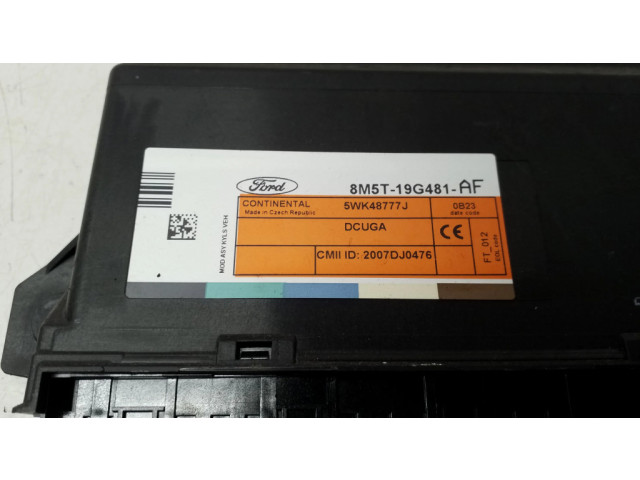 Ford
8M5T-19G481-AF
CONTINENTAL
Made in Czech Republic
5WK48777J
0B23
date code
DCUGA
CE
CMII ID: 2007DJ0476
FT_012
EOL code
MOD ASY KYLS VEH